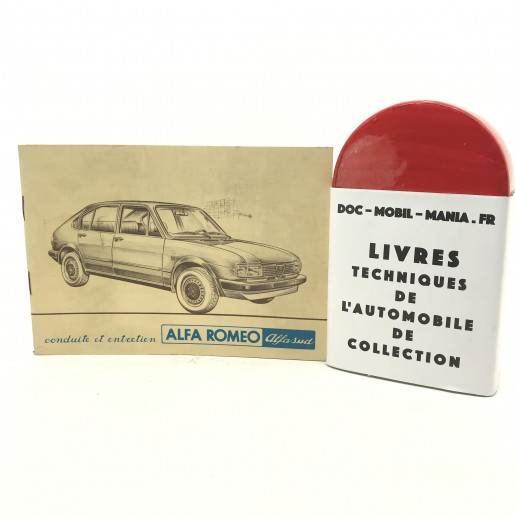 conduite et entretien ALFA ROMEO Alfasud
DOC-MOBIL-MANIA.FR
LIVRES
TECHNIQUES
DE
L'AUTOMOBILE
DE
COLLECTION